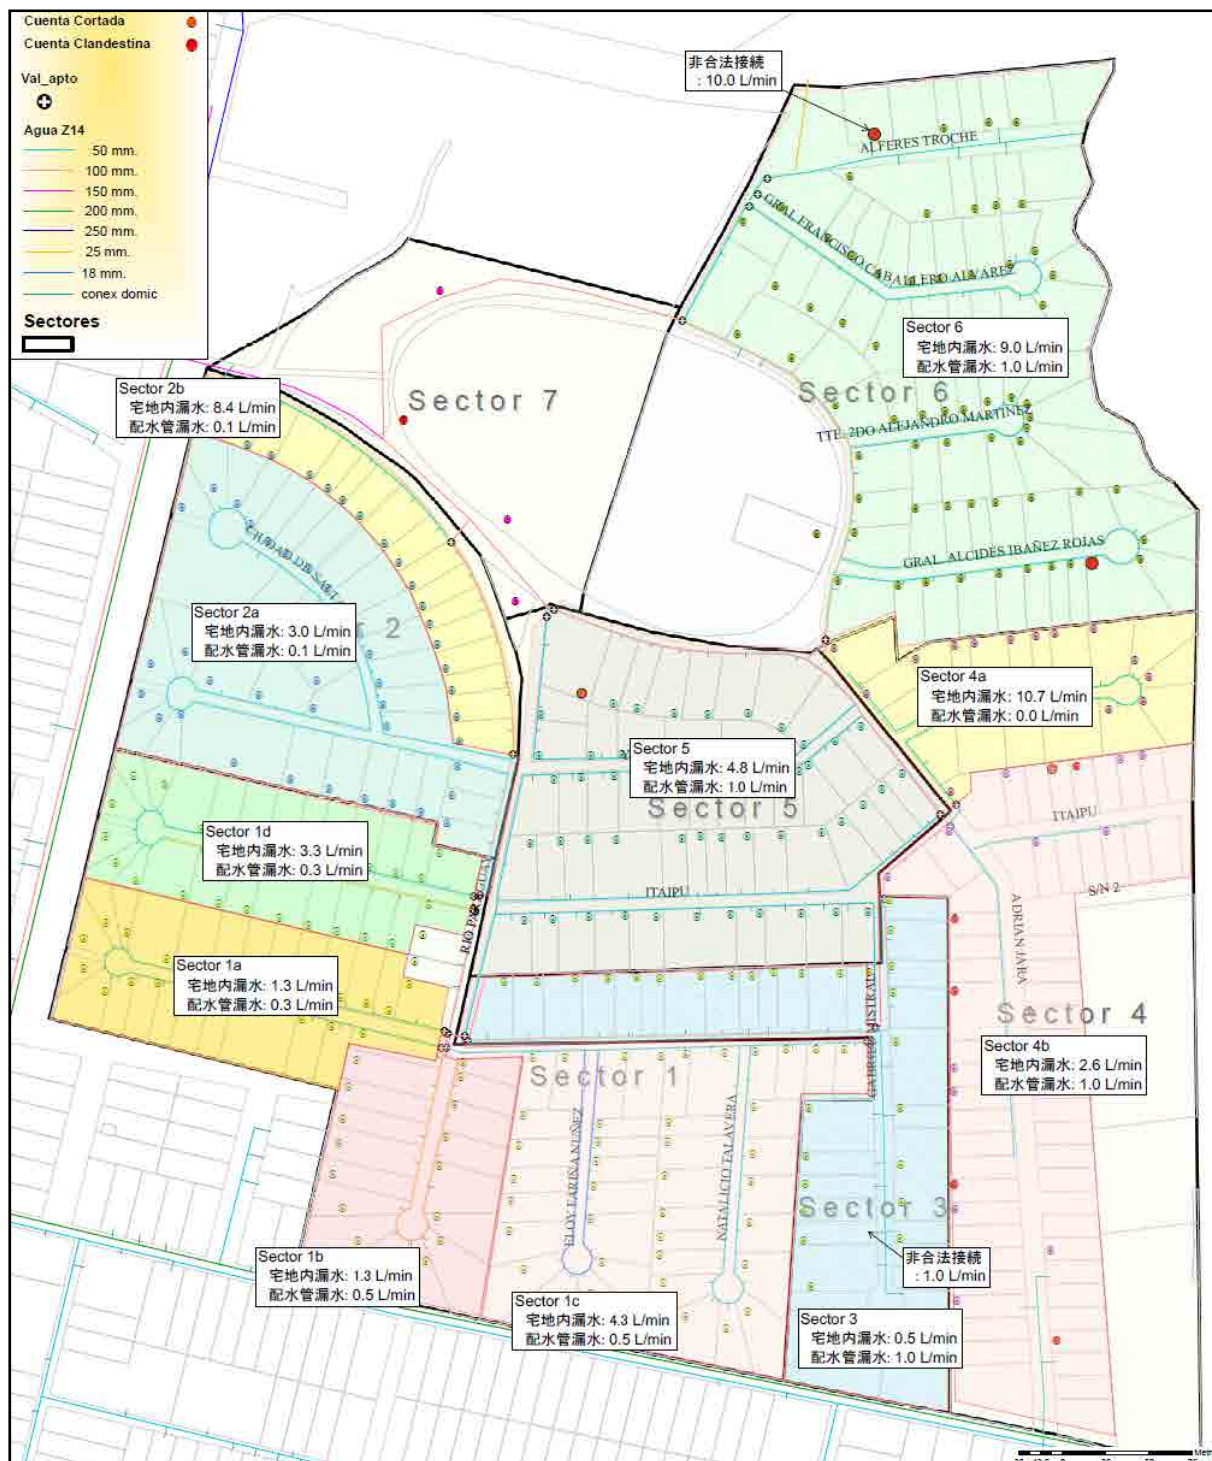 Cuenta Cortada
Cuenta Clandestina
Val_apto
Agua Z14
50 mm.
100 mm.
150 mm.
200 mm.
250 mm.
25 mm.
18 mm.
conex domic
Sectores
非合法接続
: 10.0 L/min
ALFERES TROCHE
GRAL FRANCISCO CABALLERO ALVAREZ
Sector 6
宅地内漏水: 9.0 L/min
配水管漏水: 1.0 L/min
Sector 6
Sector 7
Sector 2b
宅地内漏水: 8.4 L/min
配水管漏水: 0.1 L/min
TTE. 2DO ALEJANDRO MARTINEZ
GRAL. ALCIDES IBAÑEZ ROJAS
CIUDAD DE SALT
Sector 2a
宅地内漏水: 3.0 L/min
配水管漏水: 0.1 L/min
2
Sector 4a
宅地内漏水: 10.7 L/min
配水管漏水: 0.0 L/min
Sector 5
宅地内漏水: 4.8 L/min
配水管漏水: 1.0 L/min
Sector 5
ITAIPU
Sector 1d
宅地内漏水: 3.3 L/min
配水管漏水: 0.3 L/min
ITAIPU
S/N 2
RIO PARAGUAY
ADRIAN JARA
Sector 1a
宅地内漏水: 1.3 L/min
配水管漏水: 0.3 L/min
Sector 4
Sector 4b
宅地内漏水: 2.6 L/min
配水管漏水: 1.0 L/min
Sector 1
ELOY FARIÑA NUÑEZ
NATALICIO TALAVERA
Sector 3
非合法接続
: 1.0 L/min
Sector 1b
宅地内漏水: 1.3 L/min
配水管漏水: 0.5 L/min
Sector 1c
宅地内漏水: 4.3 L/min
配水管漏水: 0.5 L/min
Sector 3
宅地内漏水: 0.5 L/min
配水管漏水: 1.0 L/min